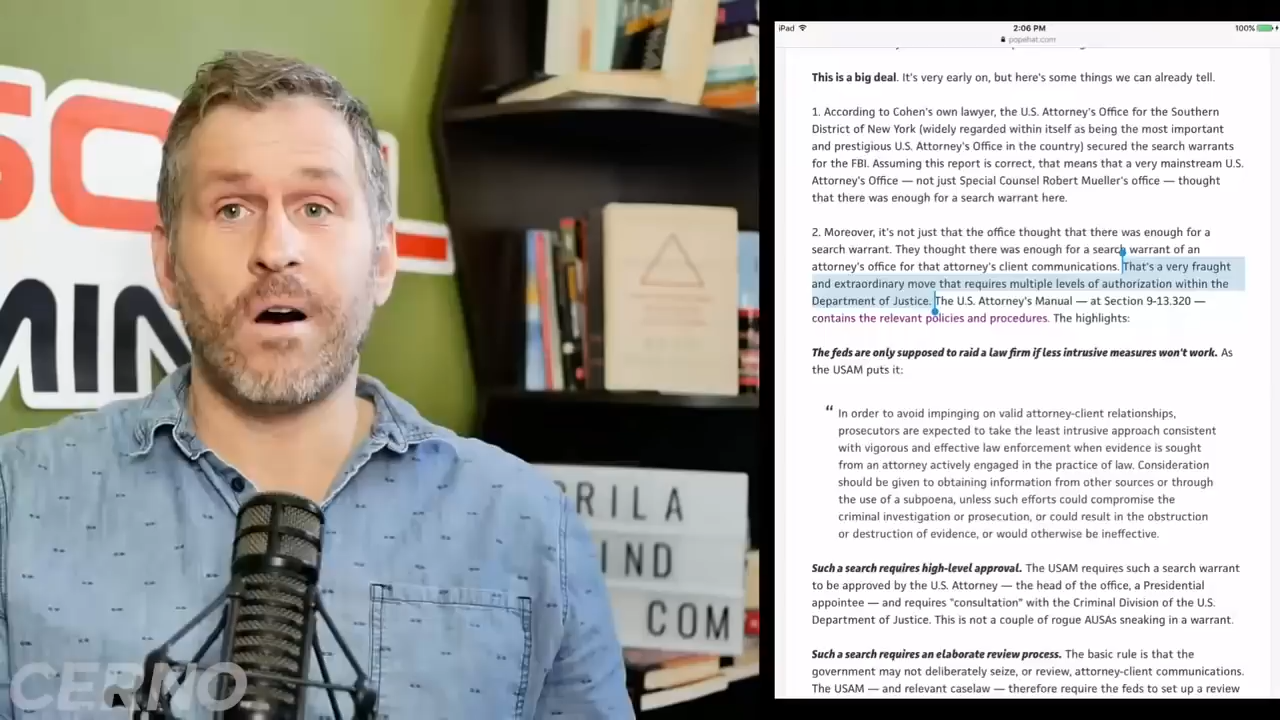 SO
MIN
RILA
IND
COM
CERNO
iPad
2:06 PM
100%
popehat.com
This is a big deal. It's very early on, but here's some things we can already tell.
1. According to Cohen's own lawyer, the U.S. Attorney's Office for the Southern
District of New York (widely regarded within itself as being the most important
and prestigious U.S. Attorney's Office in the country) secured the search warrants
for the FBI. Assuming this report is correct, that means that a very mainstream U.S.
Attorney's Office — not just Special Counsel Robert Mueller's office — thought
that there was enough for a search warrant here.
2. Moreover, it's not just that the office thought that there was enough for a
search warrant. They thought there was enough for a search warrant of an
attorney's office for that attorney's client communications. That's a very fraught
and extraordinary move that requires multiple levels of authorization within the
Department of Justice. The U.S. Attorney's Manual — at Section 9-13.320 —
contains the relevant policies and procedures. The highlights:
The feds are only supposed to raid a law firm if less intrusive measures won't work. As
the USAM puts it:
“ In order to avoid impinging on valid attorney-client relationships,
prosecutors are expected to take the least intrusive approach consistent
with vigorous and effective law enforcement when evidence is sought
from an attorney actively engaged in the practice of law. Consideration
should be given to obtaining information from other sources or through
the use of a subpoena, unless such efforts could compromise the
criminal investigation or prosecution, or could result in the obstruction
or destruction of evidence, or would otherwise be ineffective.
Such a search requires high-level approval. The USAM requires such a search warrant
to be approved by the U.S. Attorney — the head of the office, a Presidential
appointee — and requires "consultation" with the Criminal Division of the U.S.
Department of Justice. This is not a couple of rogue AUSAs sneaking in a warrant.
Such a search requires an elaborate review process. The basic rule is that the
government may not deliberately seize, or review, attorney-client communications.
The USAM — and relevant caselaw — therefore require the feds to set up a review